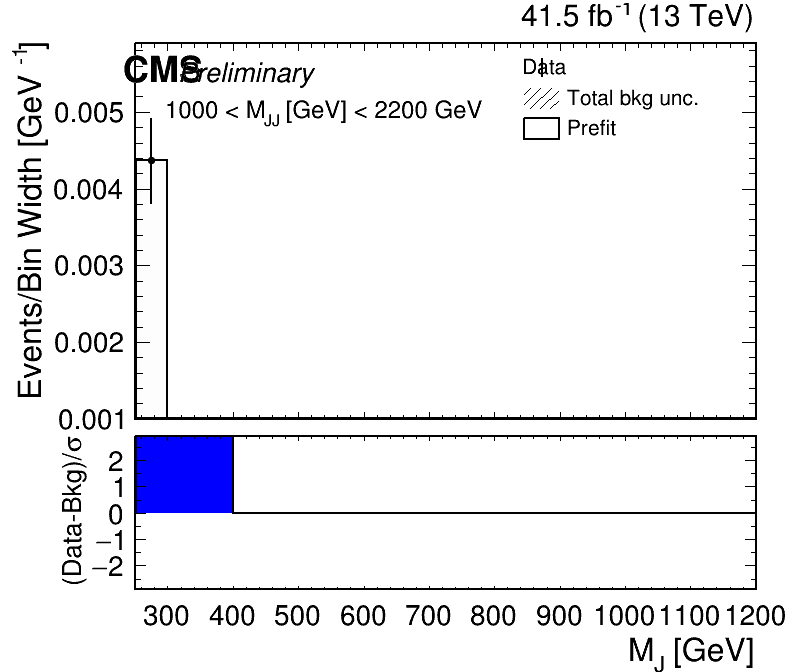 41.5 fb⁻¹ (13 TeV)
CMS Preliminary
1000 < M_JJ [GeV] < 2200 GeV
Data
Total bkg unc.
Prefit
Events/Bin Width [GeV⁻¹]
0.005
0.004
0.003
0.002
0.001
(Data-Bkg)/σ
2
1
0
−1
−2
300 400 500 600 700 800 900 1000 1100 1200
M_J [GeV]